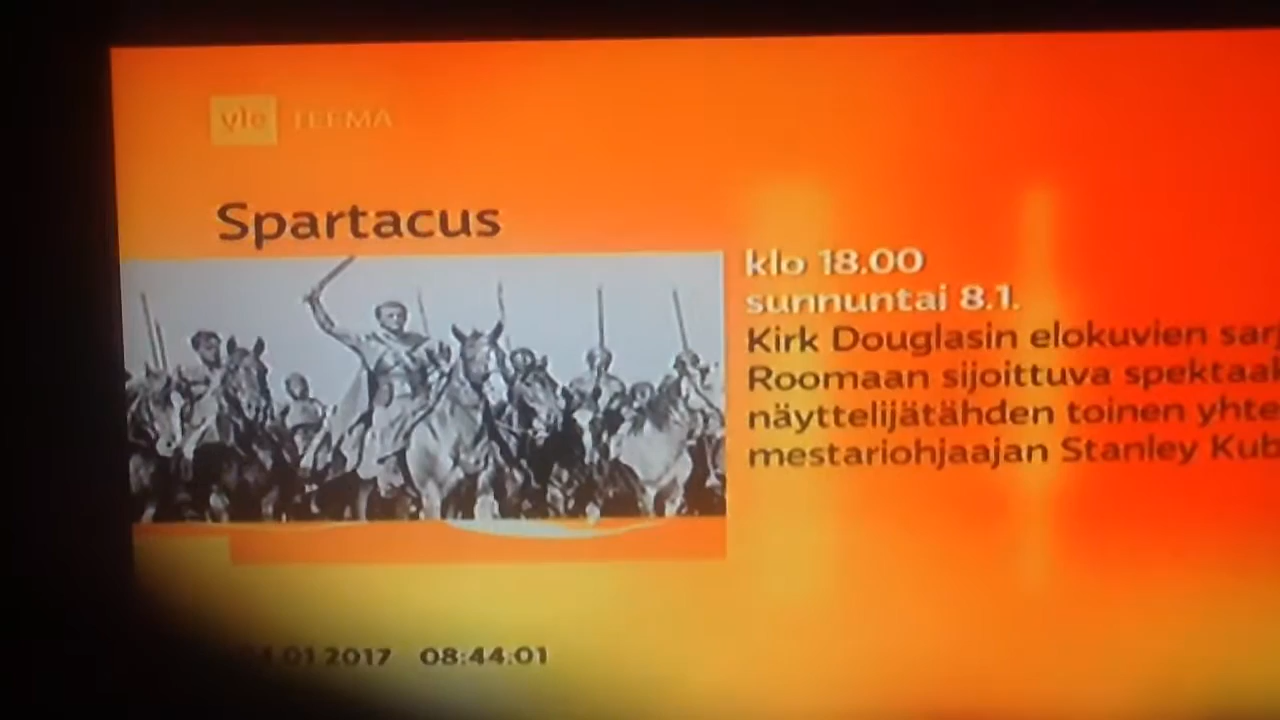 yle TEEMA
Spartacus
klo 18.00
sunnuntai 8.1.
Kirk Douglasin elokuvien
Roomaan sijoittuva
näyttelijätähden toinen
mestariohjaajan Stanley
01 2017 08:44:01